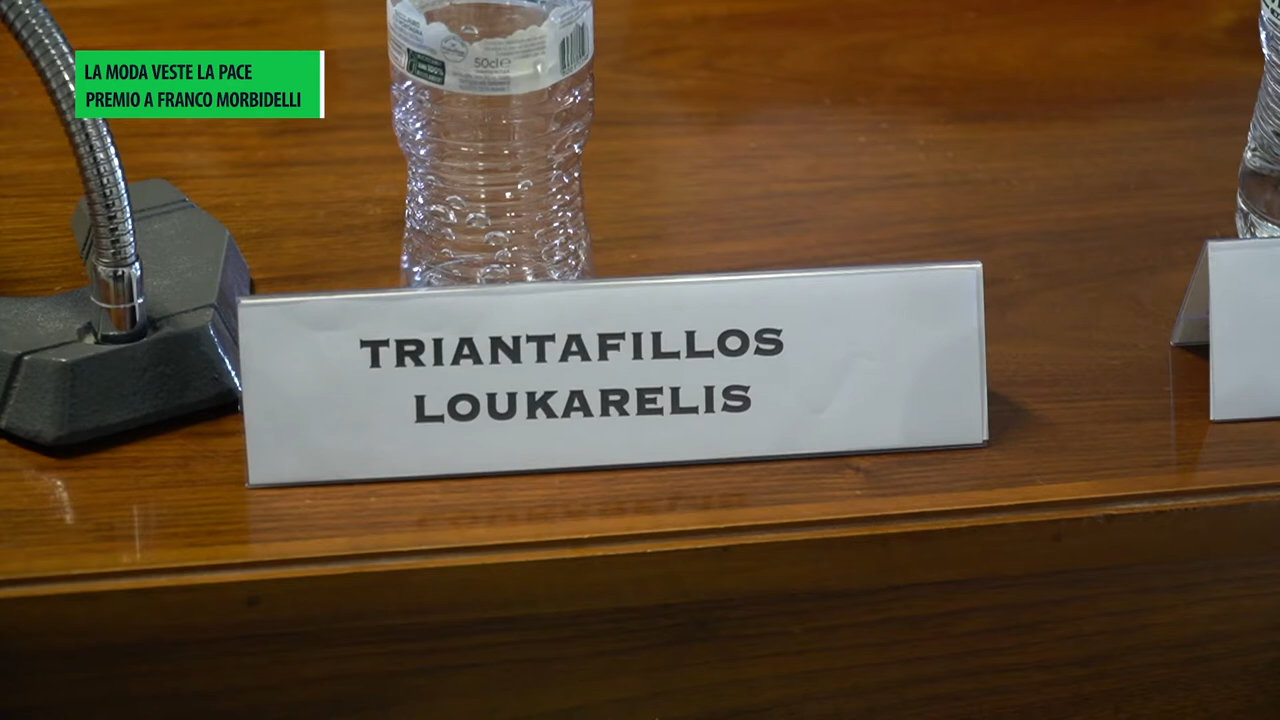 LA MODA VESTE LA PACE
PREMIO A FRANCO MORBIDELLI
50cl e
TRIANTAFILLOS
LOUKARELIS